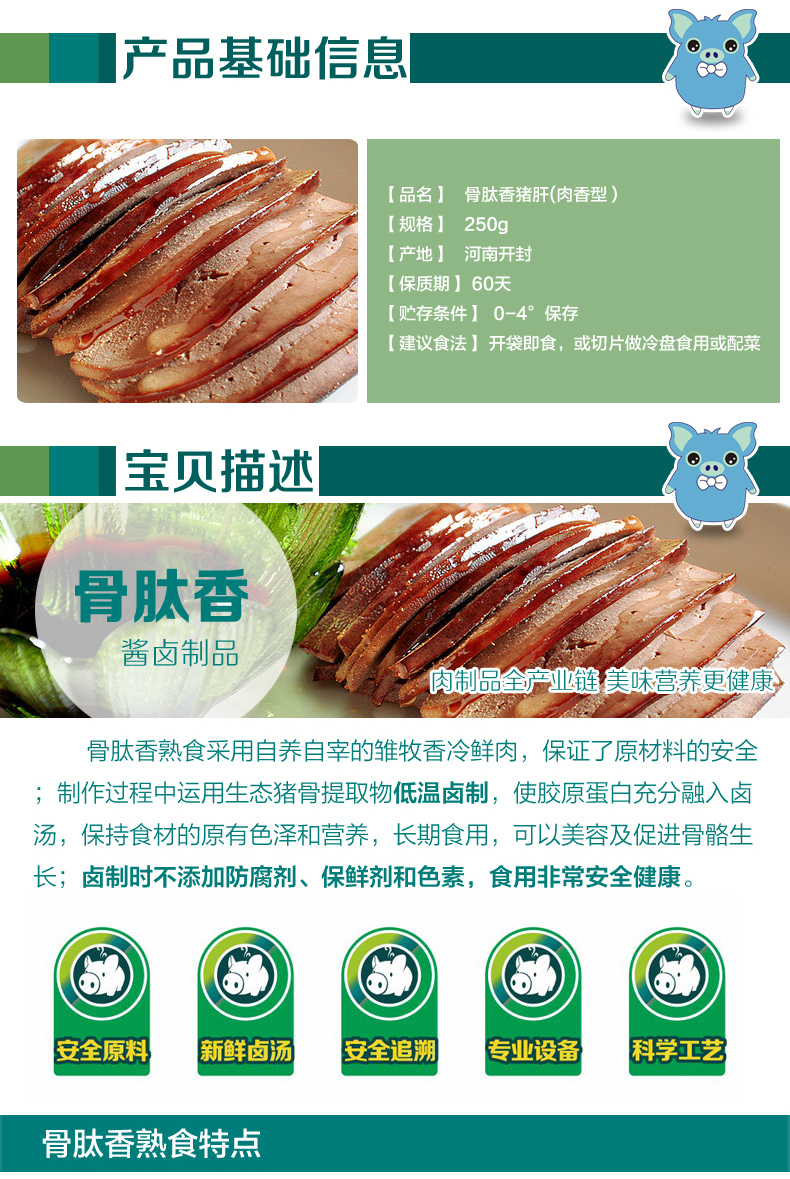 产品基础信息
【品名】 骨肽香猪肝(肉香型)
【规格】 250g
【产地】 河南开封
【保质期】60天
【贮存条件】 0-4°保存
【建议食法】开袋即食，或切片做冷盘食用或配菜
宝贝描述
骨肽香
酱卤制品
肉制品全产业链 美味营养更健康
骨肽香熟食采用自养自宰的雏牧香冷鲜肉，保证了原材料的安全
；制作过程中运用生态猪骨提取物低温卤制，使胶原蛋白充分融入卤
汤，保持食材的原有色泽和营养，长期食用，可以美容及促进骨骼生
长；卤制时不添加防腐剂、保鲜剂和色素，食用非常安全健康。
安全原料
新鲜卤汤
安全追溯
专业设备
科学工艺
骨肽香熟食特点